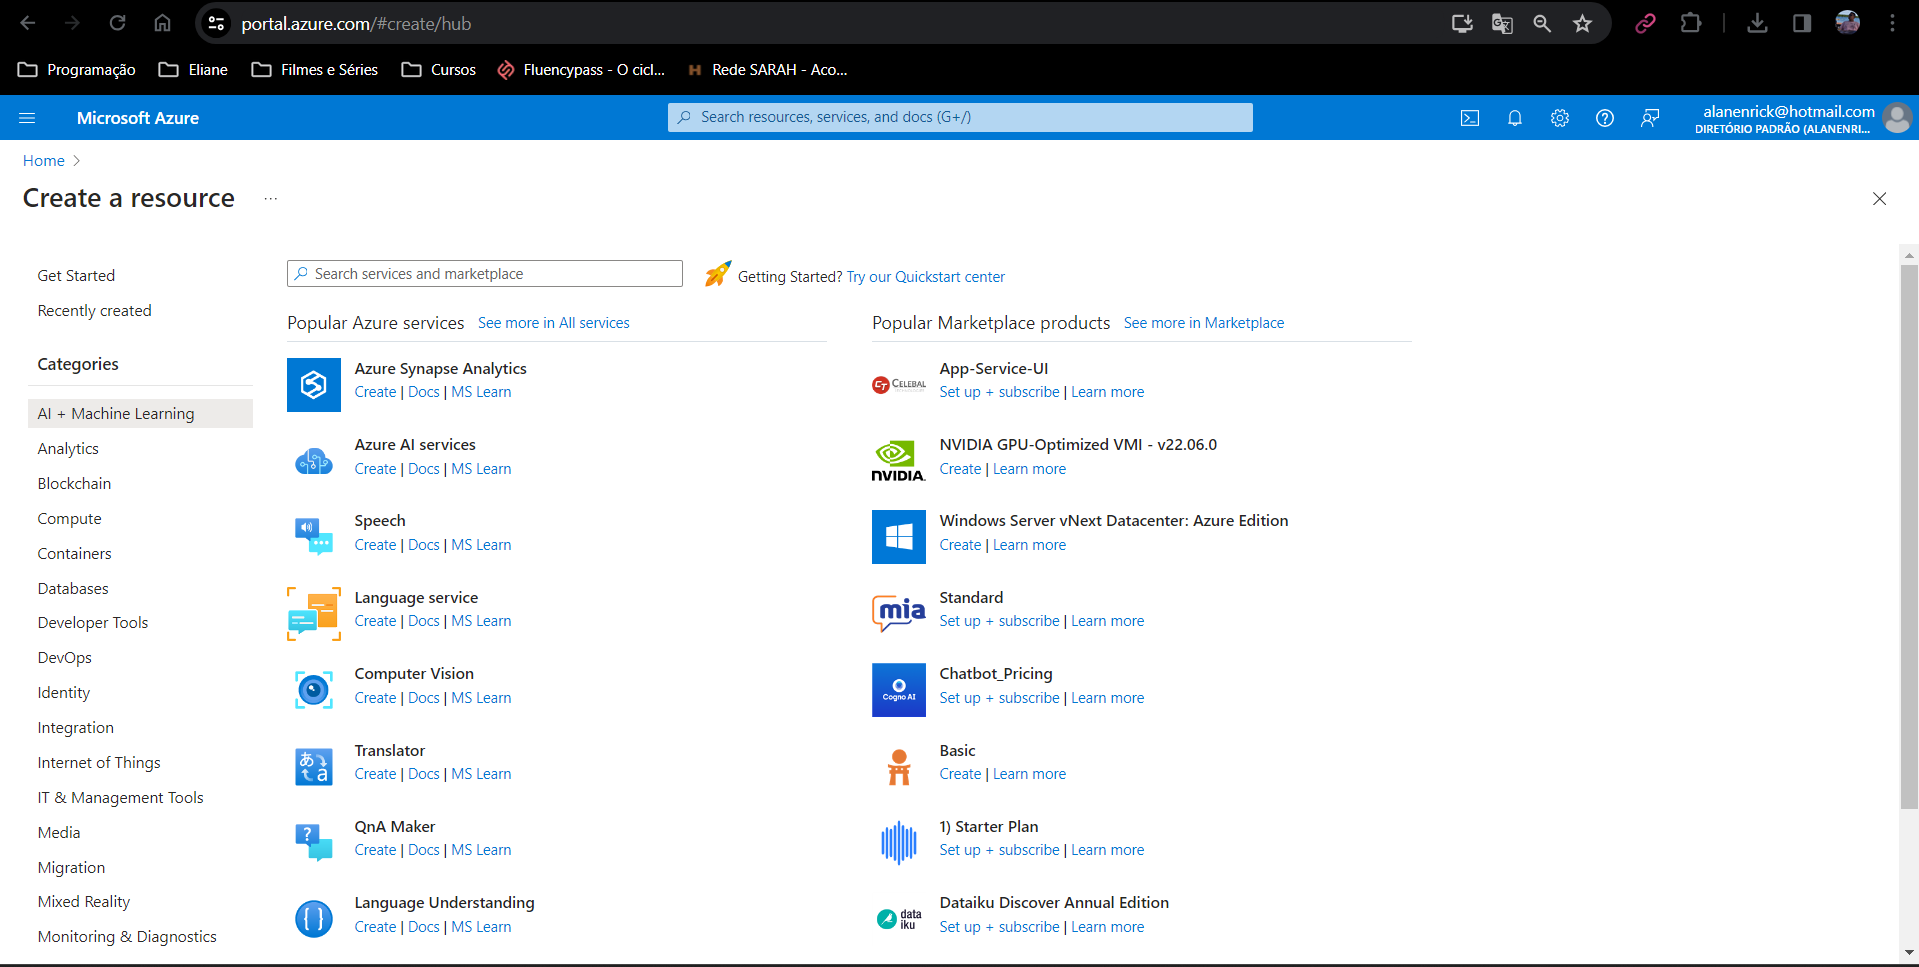 portal.azure.com/#create/hub
Programação
Eliane
Filmes e Séries
Cursos
Fluencypass - O cicl...
H
Rede SARAH - Aco...
Microsoft Azure
Search resources, services, and docs (G+/)
alanenrick@hotmail.com
DIRETÓRIO PADRÃO (ALANENRI...
Home
Create a resource
...
Get Started
Recently created
Categories
AI + Machine Learning
Analytics
Blockchain
Compute
Containers
Databases
Developer Tools
DevOps
Identity
Integration
Internet of Things
IT & Management Tools
Media
Migration
Mixed Reality
Monitoring & Diagnostics
Search services and marketplace
Getting Started? Try our Quickstart center
Popular Azure services See more in All services
Azure Synapse Analytics
Create | Docs | MS Learn
Azure AI services
Create | Docs | MS Learn
Speech
Create | Docs | MS Learn
Language service
Create | Docs | MS Learn
Computer Vision
Create | Docs | MS Learn
あ
a
Translator
Create | Docs | MS Learn
?
QnA Maker
Create | Docs | MS Learn
{}
Language Understanding
Create | Docs | MS Learn
Popular Marketplace products See more in Marketplace
CT CELEBAL
App-Service-UI
Set up + subscribe | Learn more
NVIDIA.
NVIDIA GPU-Optimized VMI - v22.06.0
Create | Learn more
Windows Server vNext Datacenter: Azure Edition
Create | Learn more
mia
Standard
Set up + subscribe | Learn more
Cogno AI
Chatbot_Pricing
Set up + subscribe | Learn more
Basic
Create | Learn more
1) Starter Plan
Set up + subscribe | Learn more
data
iku
Dataiku Discover Annual Edition
Set up + subscribe | Learn more